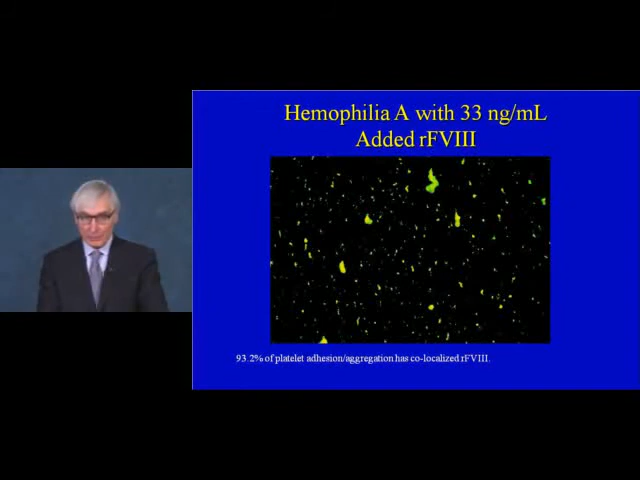 Hemophilia A with 33 ng/mL
Added rFVIII
93.2% of platelet adhesion/aggregation has co-localized rFVIII.